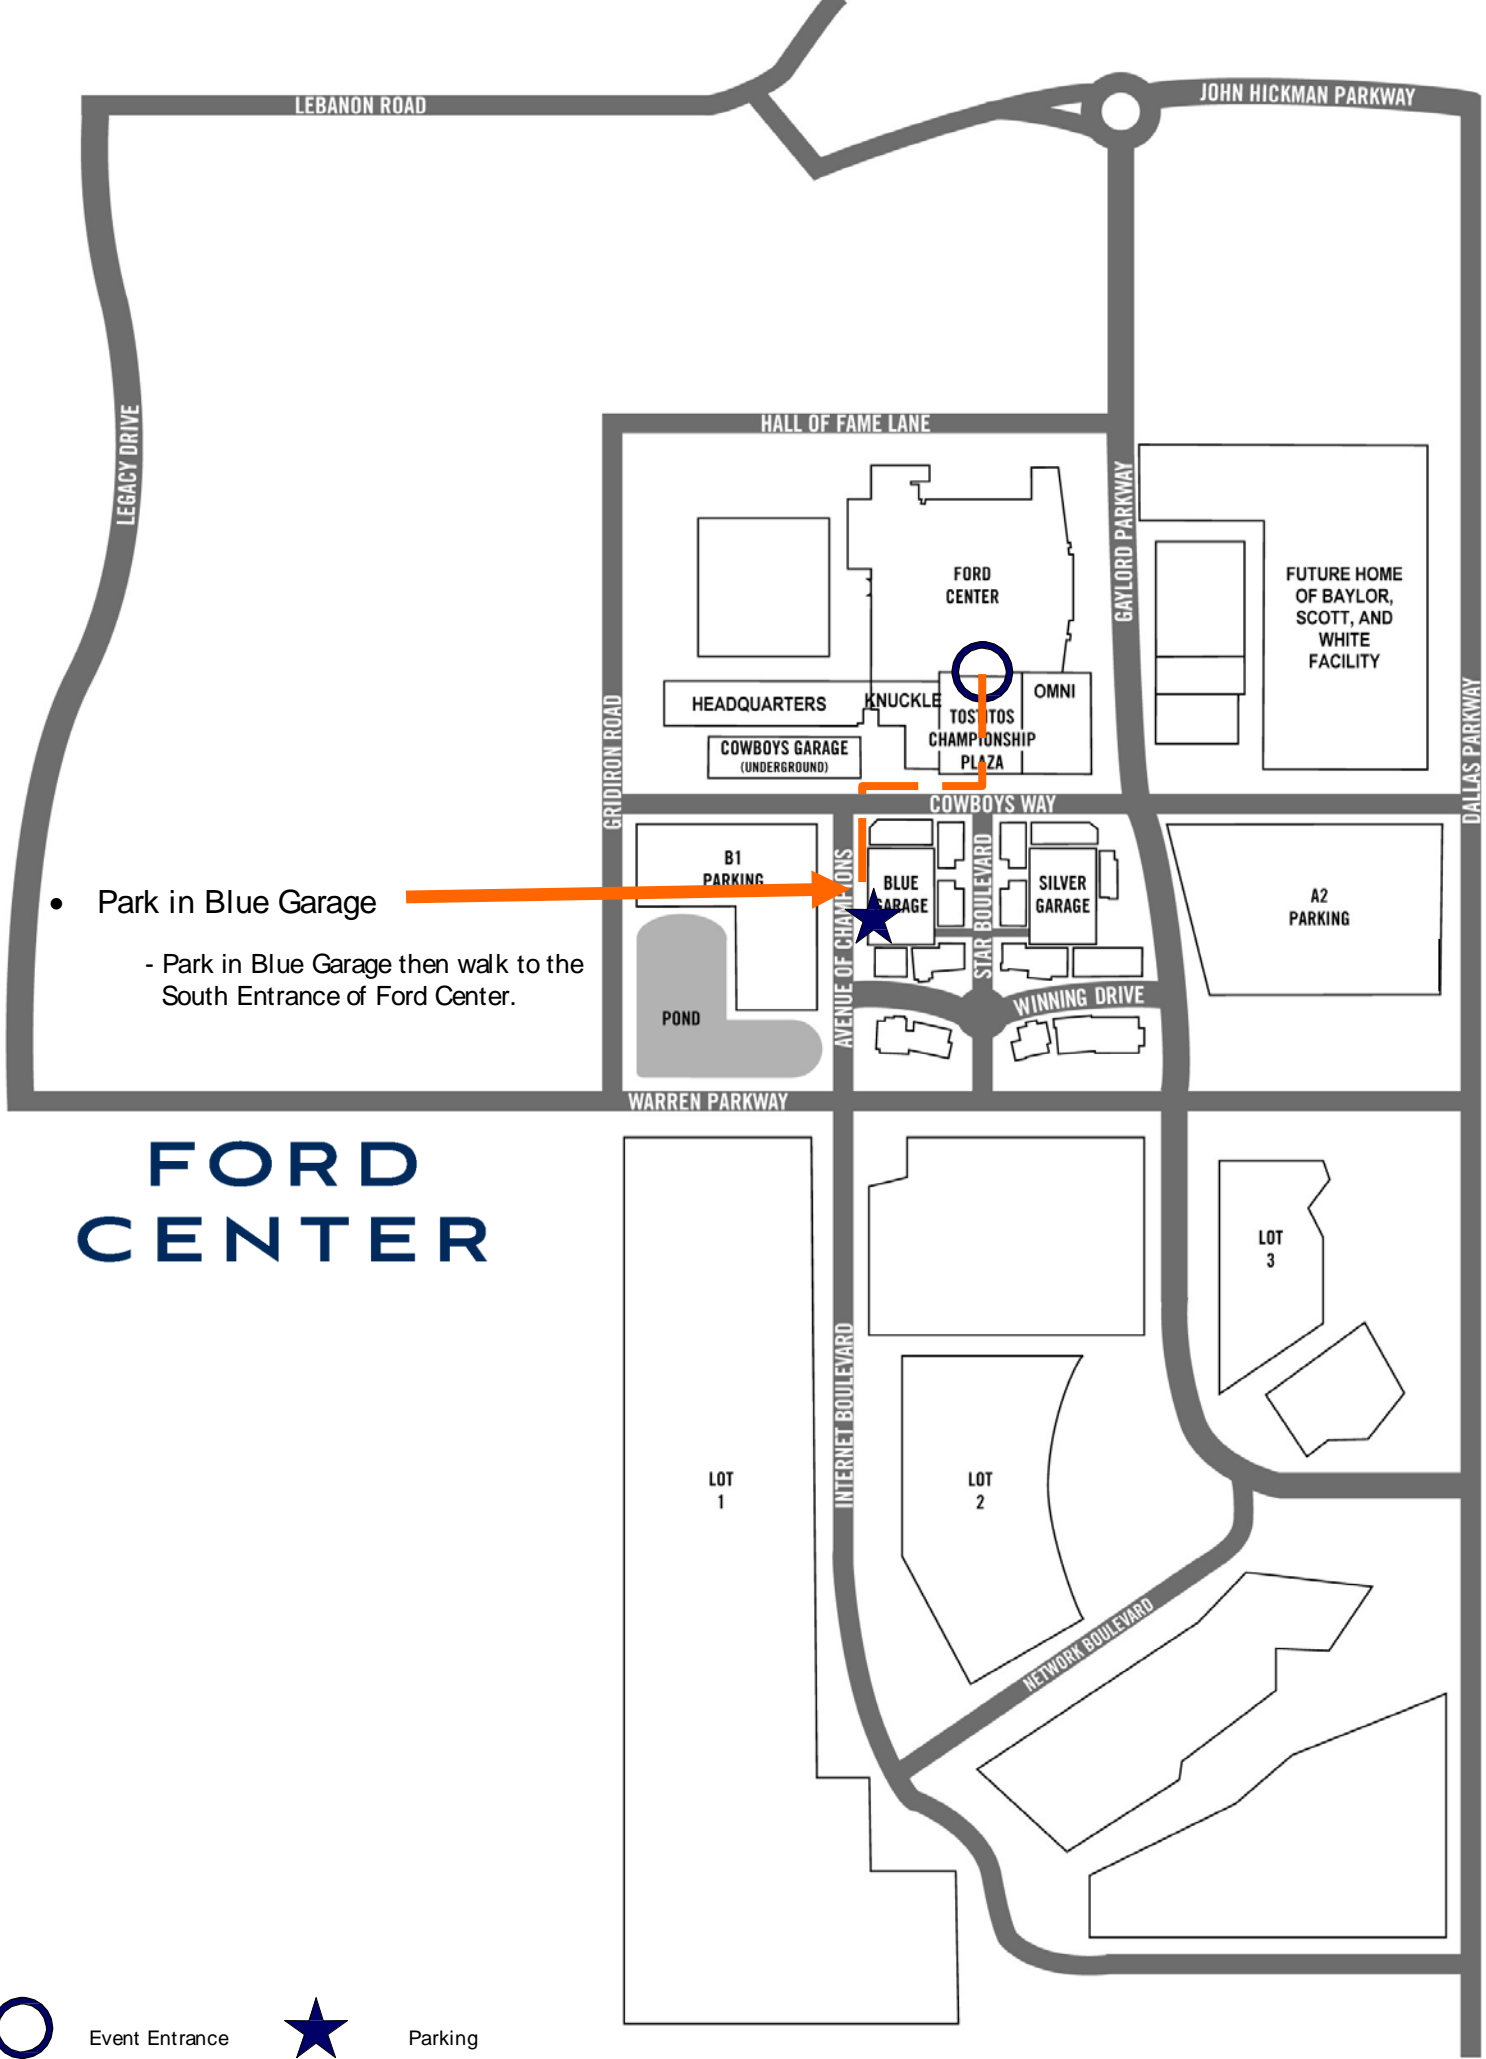 LEBANON ROAD
JOHN HICKMAN PARKWAY
LEGACY DRIVE
HALL OF FAME LANE
GAYLORD PARKWAY
FORD
CENTER
FUTURE HOME
OF BAYLOR,
SCOTT, AND
WHITE
FACILITY
GRIDIRON ROAD
HEADQUARTERS
KNUCKLE
OMNI
TOSTITOS
CHAMPIONSHIP
PLAZA
COWBOYS GARAGE
(UNDERGROUND)
DALLAS PARKWAY
COWBOYS WAY
B1
PARKING
AVENUE OF CHAMPIONS
BLUE
GARAGE
STAR BOULEVARD
SILVER
GARAGE
A2
PARKING
• Park in Blue Garage
- Park in Blue Garage then walk to the
South Entrance of Ford Center.
POND
WINNING DRIVE
WARREN PARKWAY
FORD
CENTER
LOT
3
INTERNET BOULEVARD
LOT
1
LOT
2
NETWORK BOULEVARD
Event Entrance
Parking